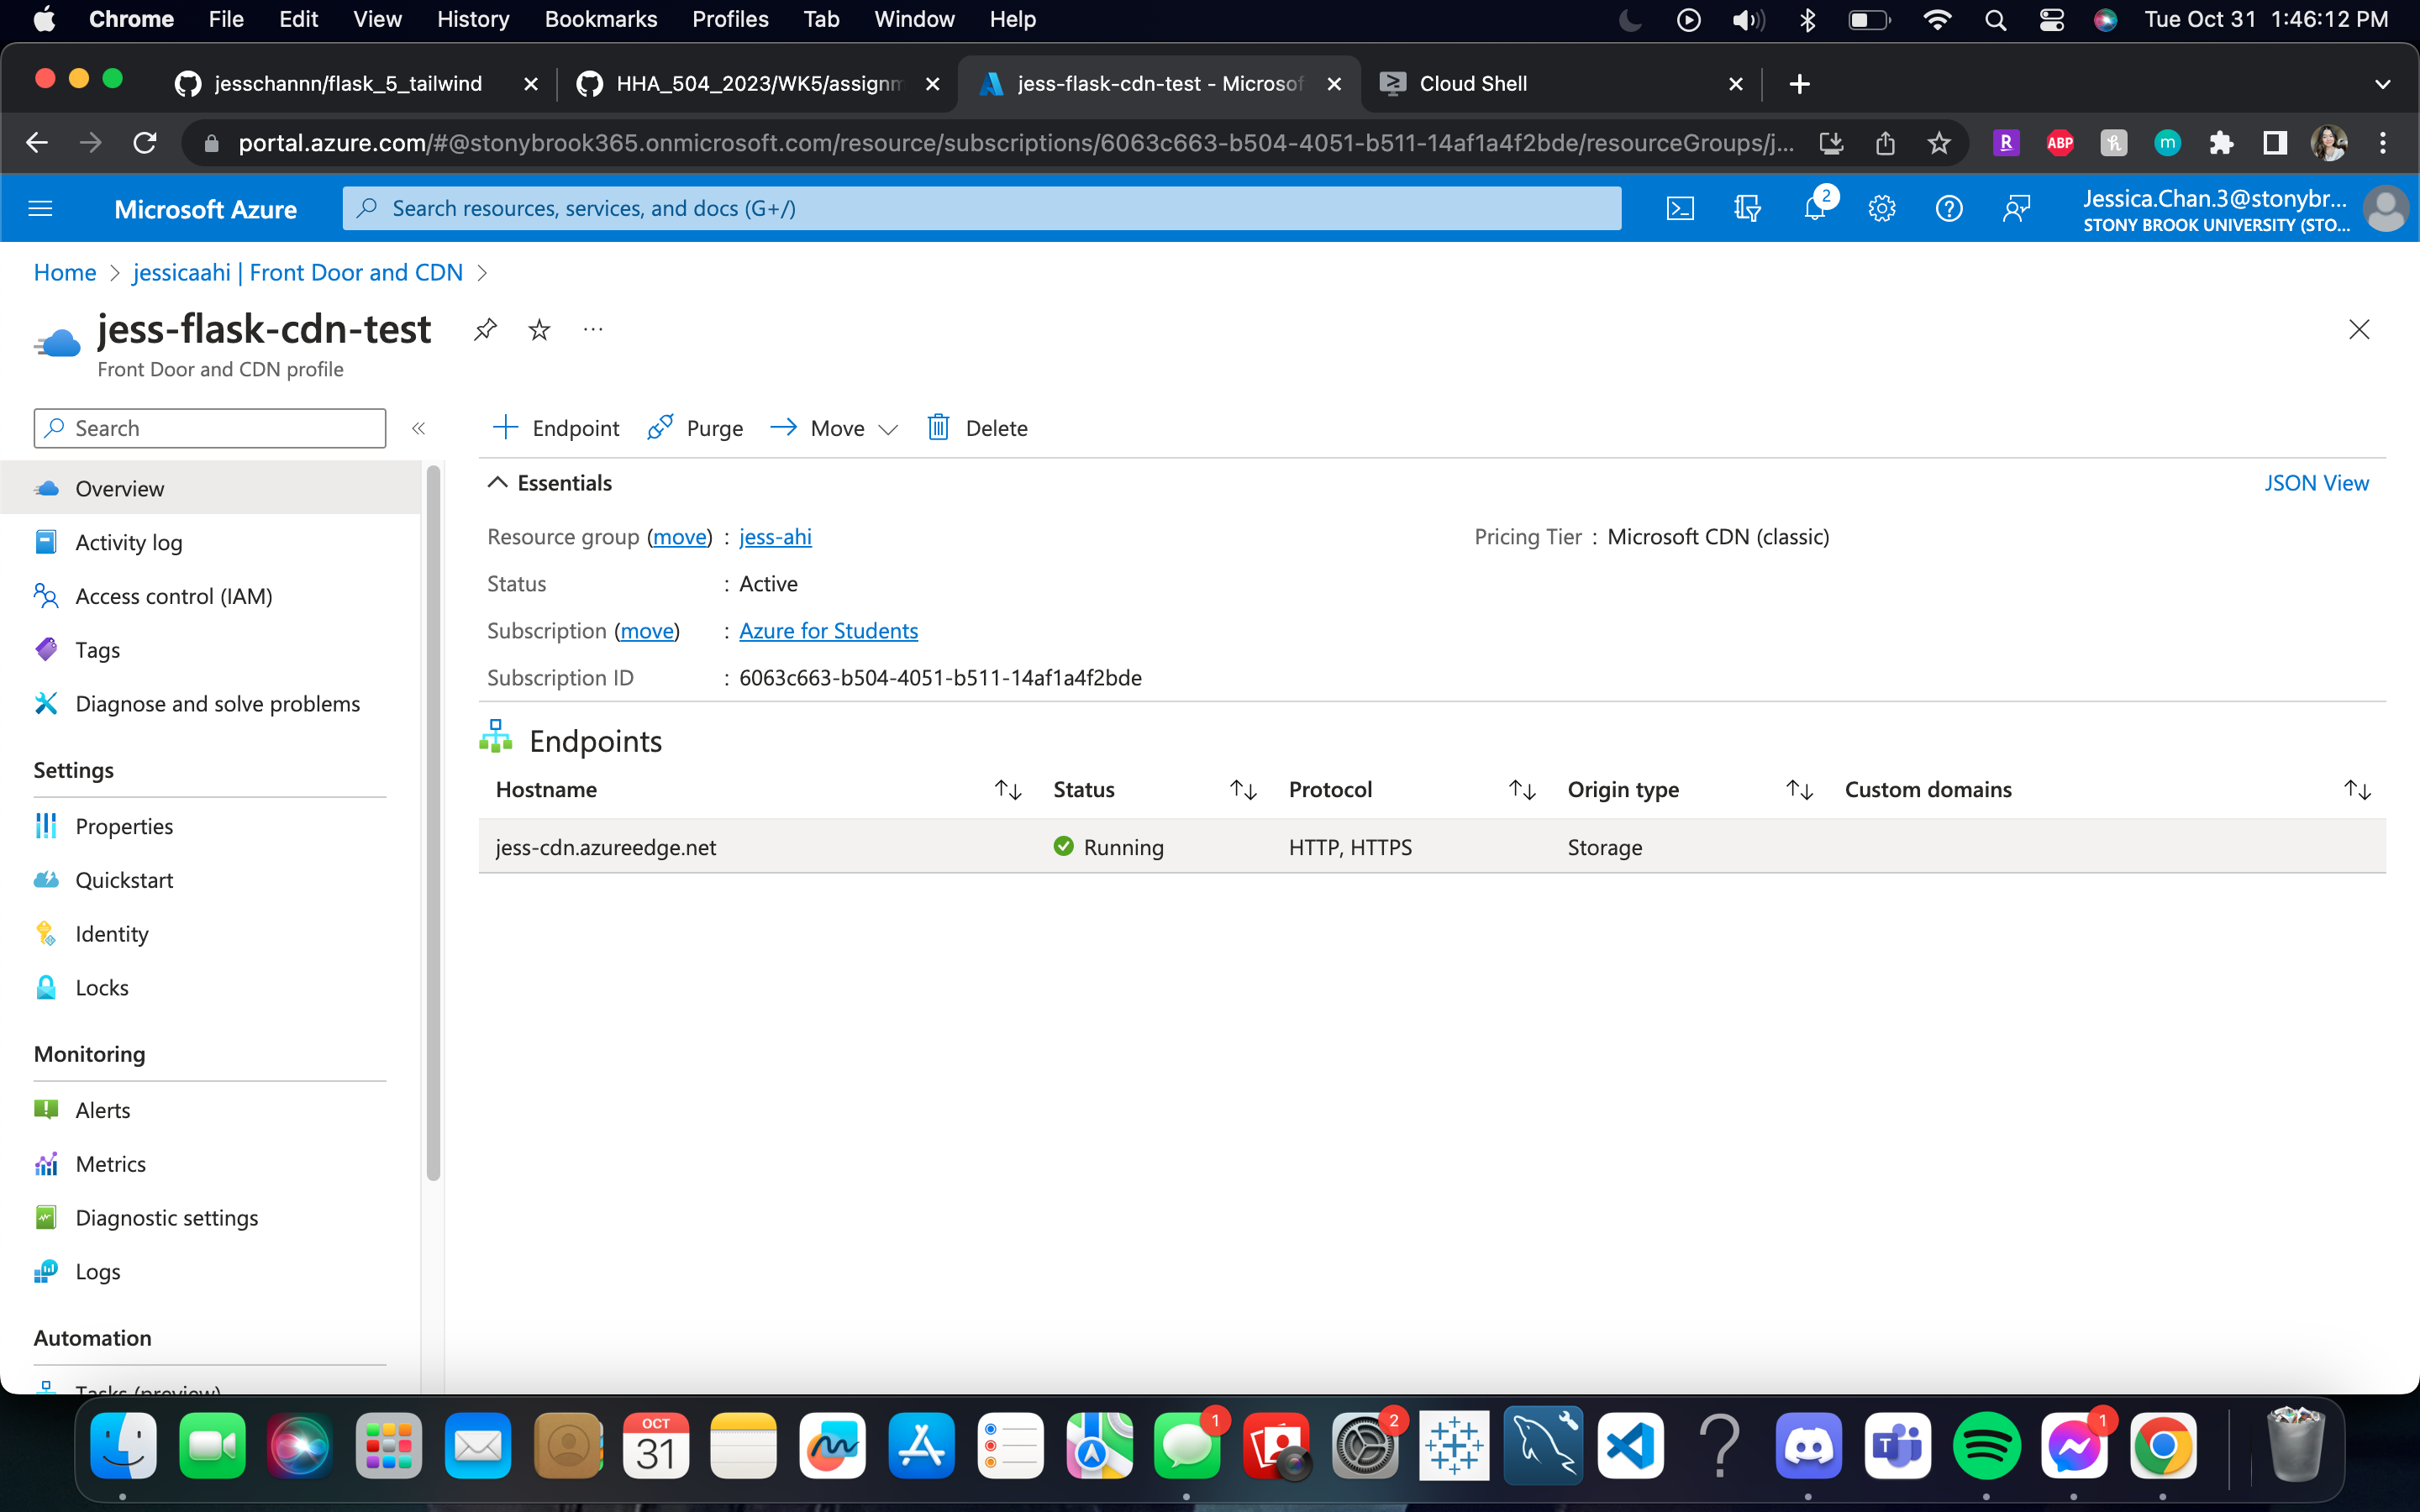 Chrome File Edit View History Bookmarks Profiles Tab Window Help Tue Oct 31 1:46:12 PM
jesschannn/flask_5_tailwind HHA_504_2023/WK5/assignm jess-flask-cdn-test - Microsof Cloud Shell
portal.azure.com/#@stonybrook365.onmicrosoft.com/resource/subscriptions/6063c663-b504-4051-b511-14af1a4f2bde/resourceGroups/j... R ABP h m
Microsoft Azure Search resources, services, and docs (G+/) 2 Jessica.Chan.3@stonybr...
STONY BROOK UNIVERSITY (STO...
Home > jessicaahi | Front Door and CDN >
jess-flask-cdn-test ...
Front Door and CDN profile
Search «
Endpoint Purge Move Delete
Overview
Activity log
Access control (IAM)
Tags
Diagnose and solve problems
Settings
Properties
Quickstart
Identity
Locks
Monitoring
Alerts
Metrics
Diagnostic settings
Logs
Automation
Tasks (preview)
Essentials JSON View
Resource group (move) : jess-ahi Pricing Tier : Microsoft CDN (classic)
Status : Active
Subscription (move) : Azure for Students
Subscription ID : 6063c663-b504-4051-b511-14af1a4f2bde
Endpoints
Hostname Status Protocol Origin type Custom domains
jess-cdn.azureedge.net Running HTTP, HTTPS Storage
OCT
31
1
2
?
T
1